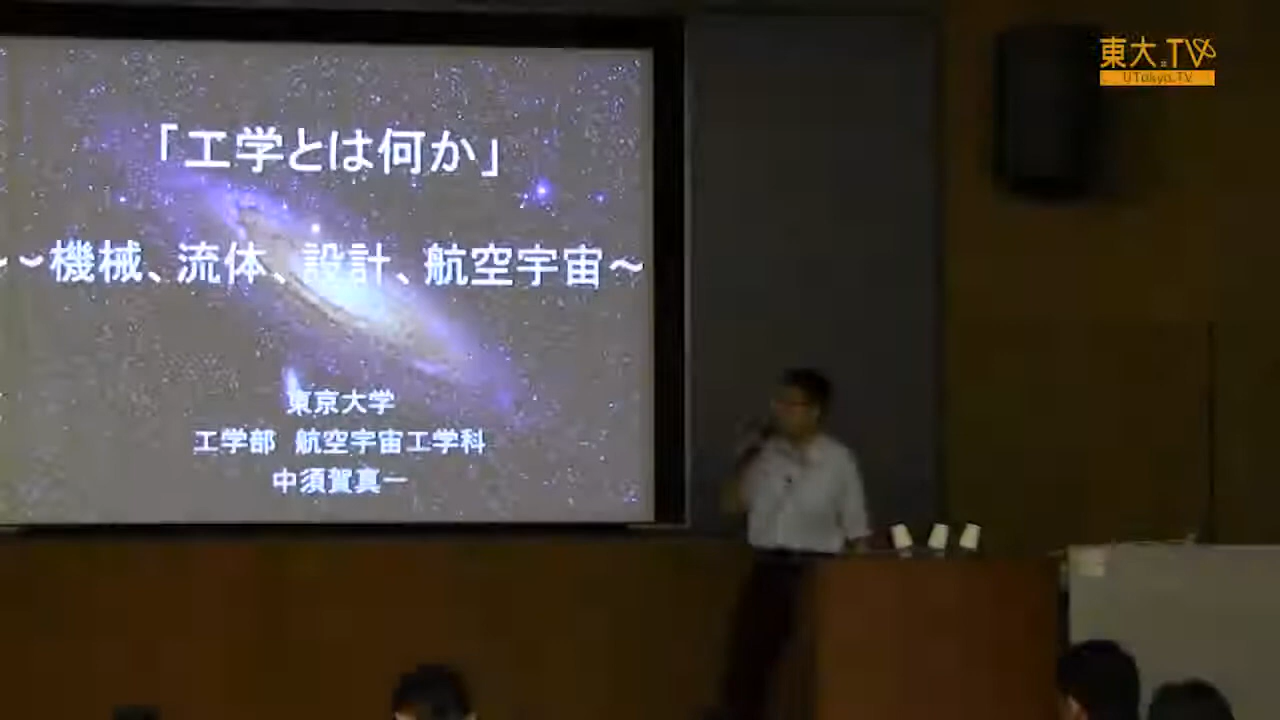 「工学とは何か」
～機械、流体、設計、航空宇宙～
東京大学
工学部 航空宇宙工学科
中須賀真一
東大.TV
UTokyo.TV